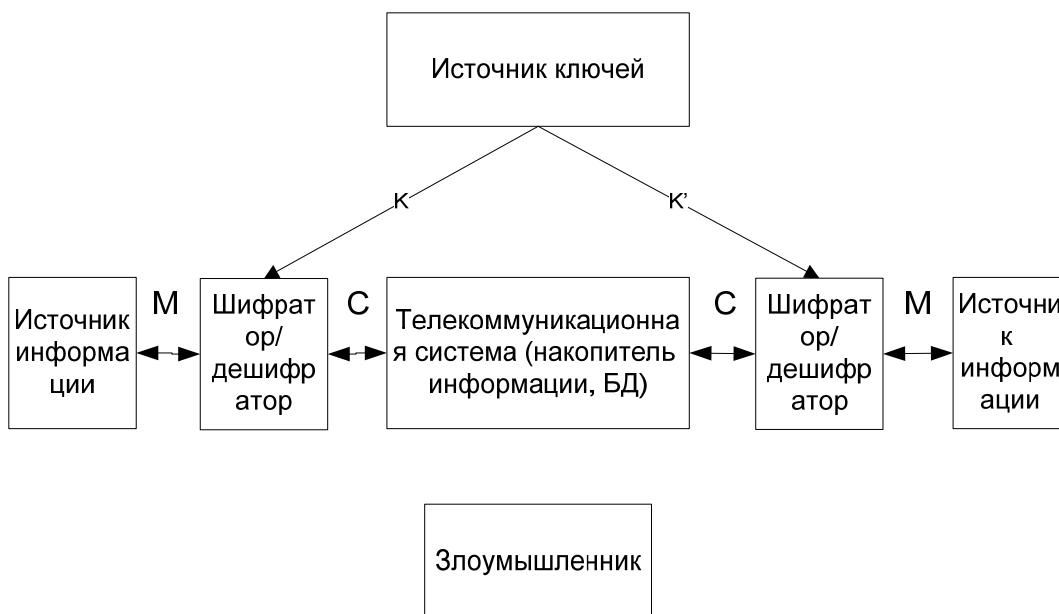 Источник ключей
К
К’
Источник
информа
ции
М
Шифрат
ор/
дешифр
атор
С
Телекоммуникационна
я система (накопитель
информации, БД)
С
Шифрат
ор/
дешифр
атор
М
Источни
к
информ
ации
Злоумышленник